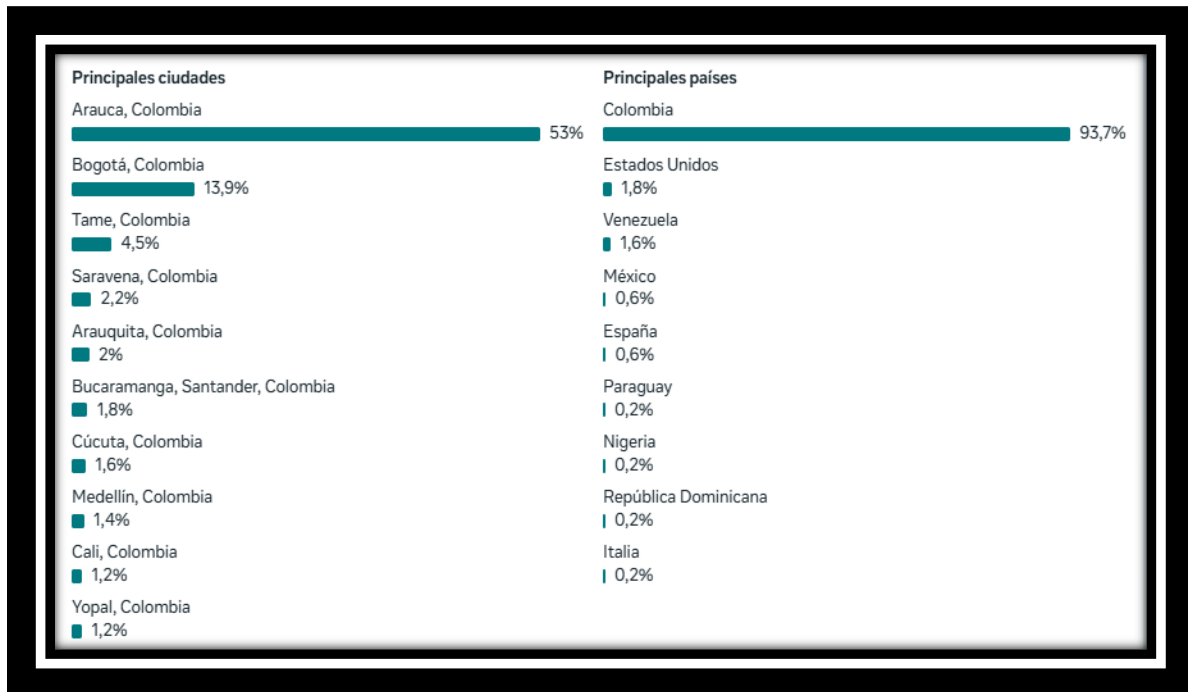 Principales ciudades
Arauca, Colombia
53%
Bogotá, Colombia
13,9%
Tame, Colombia
4,5%
Saravena, Colombia
2,2%
Arauquita, Colombia
2%
Bucaramanga, Santander, Colombia
1,8%
Cúcuta, Colombia
1,6%
Medellín, Colombia
1,4%
Cali, Colombia
1,2%
Yopal, Colombia
1,2%
Principales países
Colombia
93,7%
Estados Unidos
1,8%
Venezuela
1,6%
México
0,6%
España
0,6%
Paraguay
0,2%
Nigeria
0,2%
República Dominicana
0,2%
Italia
0,2%